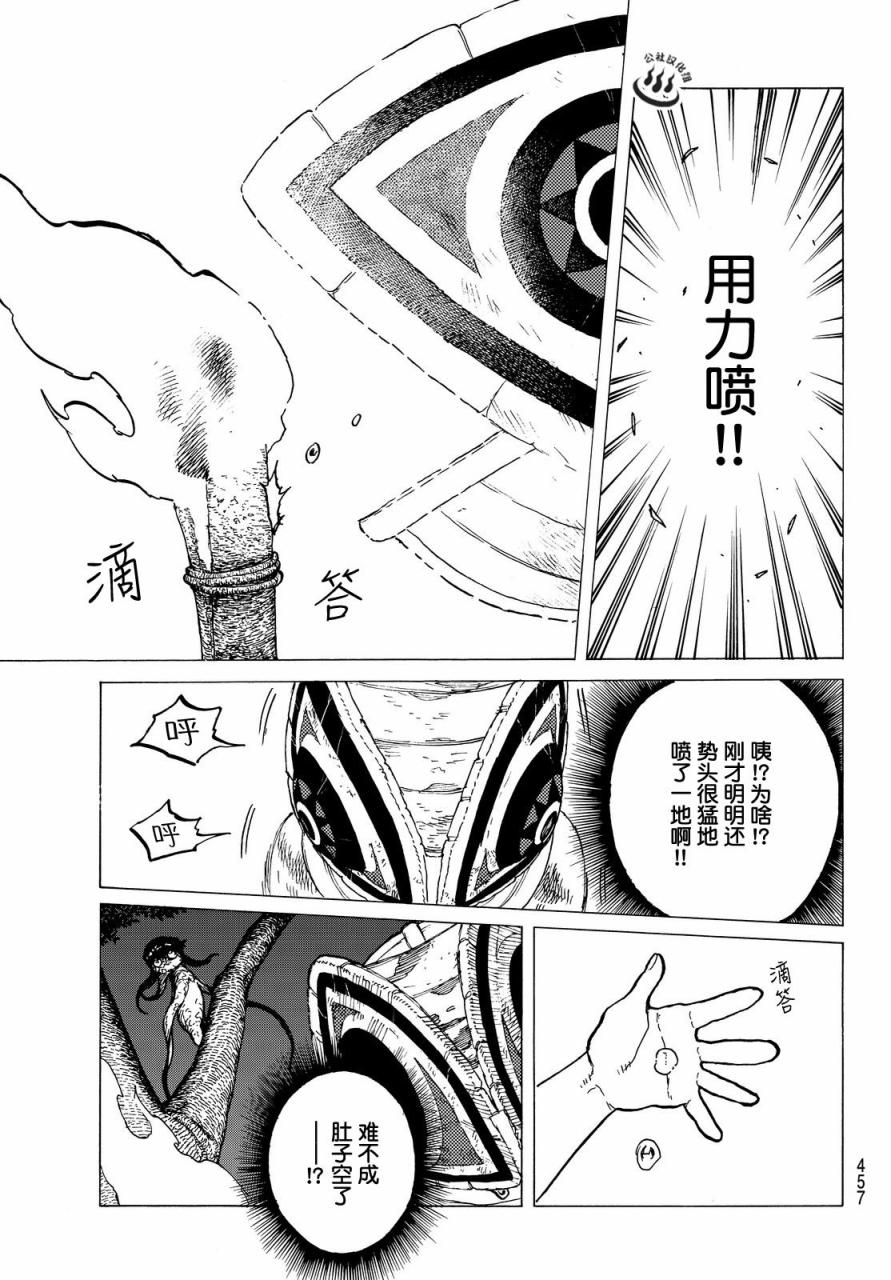 公社汉化组
用力喷!!
滴
答
咦!?为啥!?
刚才明明还
势头很猛地
喷了一地啊!!
呼
呼
滴答
难不成
肚子空了
——!?
457